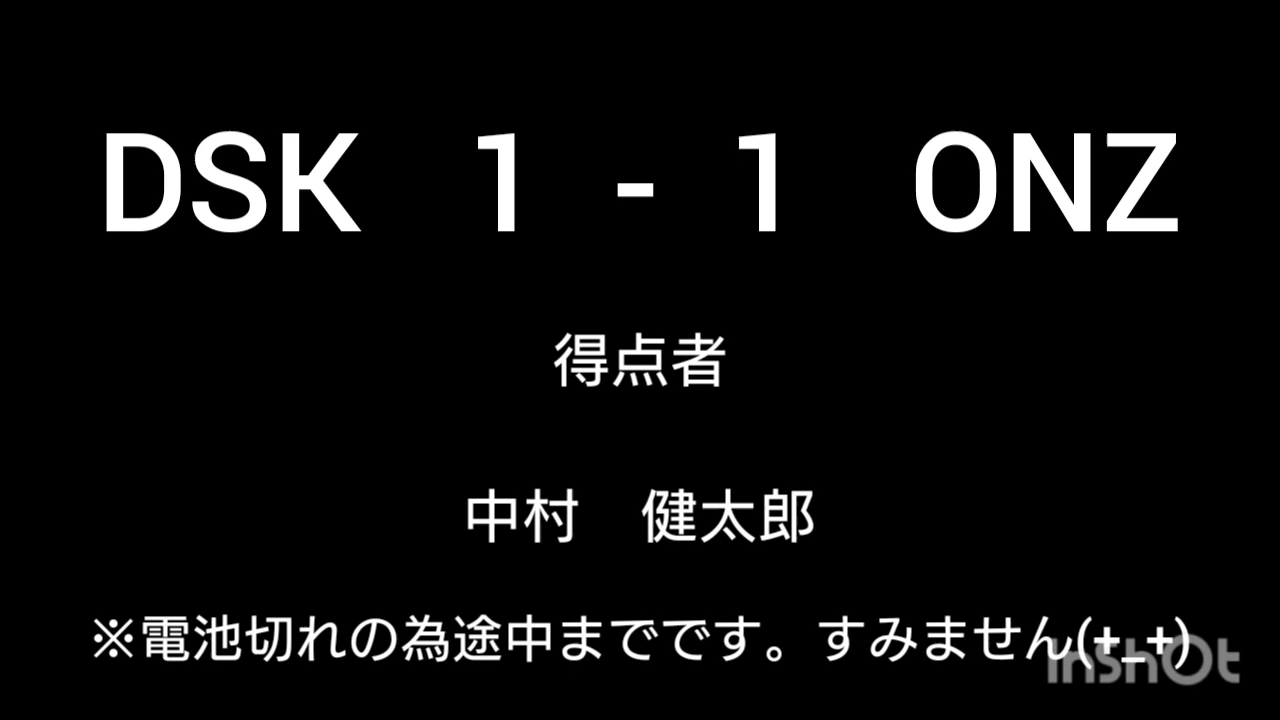 DSK 1 - 1 ONZ
得点者
中村 健太郎
※電池切れの為途中までです。すみません(+_+)
InShOt